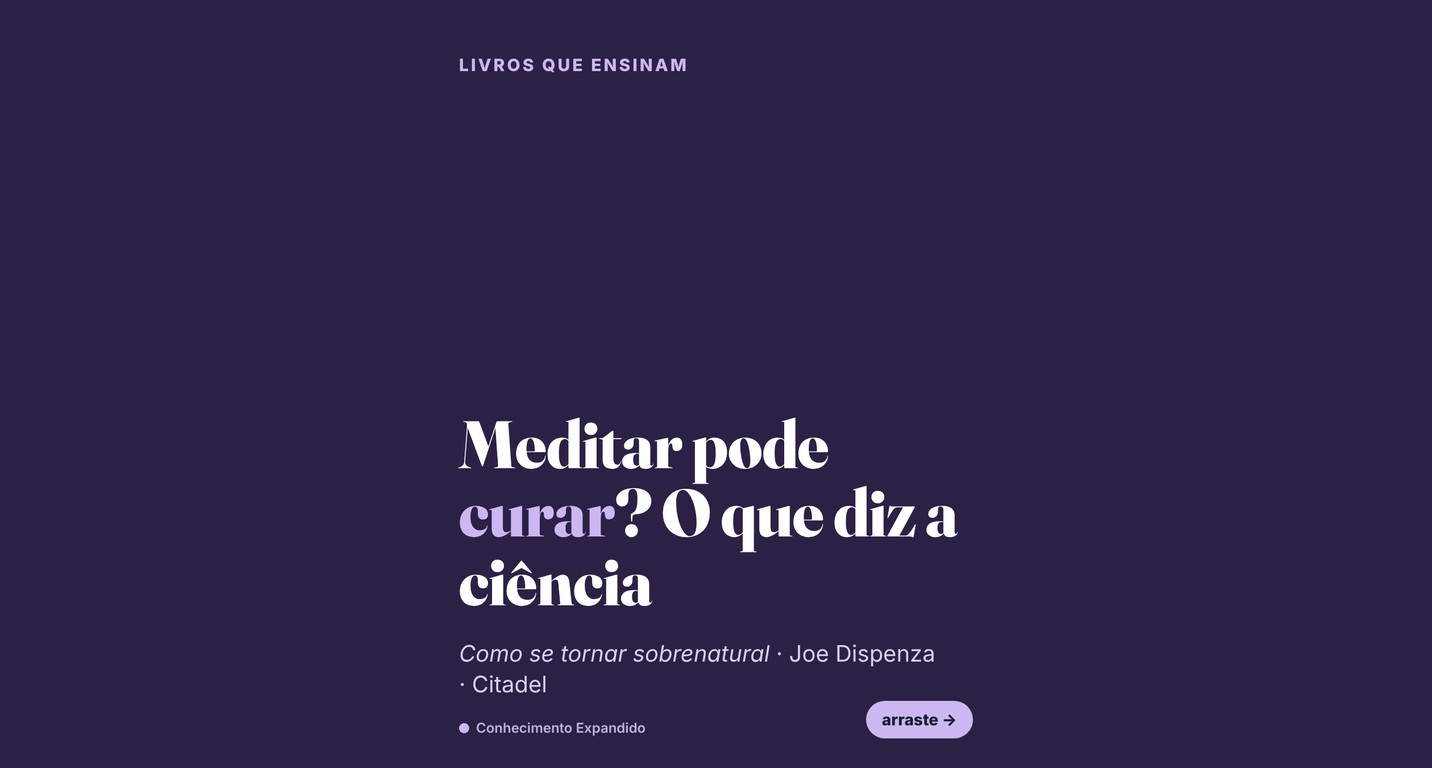 LIVROS QUE ENSINAM
Meditar pode
curar? O que diz a
ciência
Como se tornar sobrenatural · Joe Dispenza
· Citadel
Conhecimento Expandido
arraste →